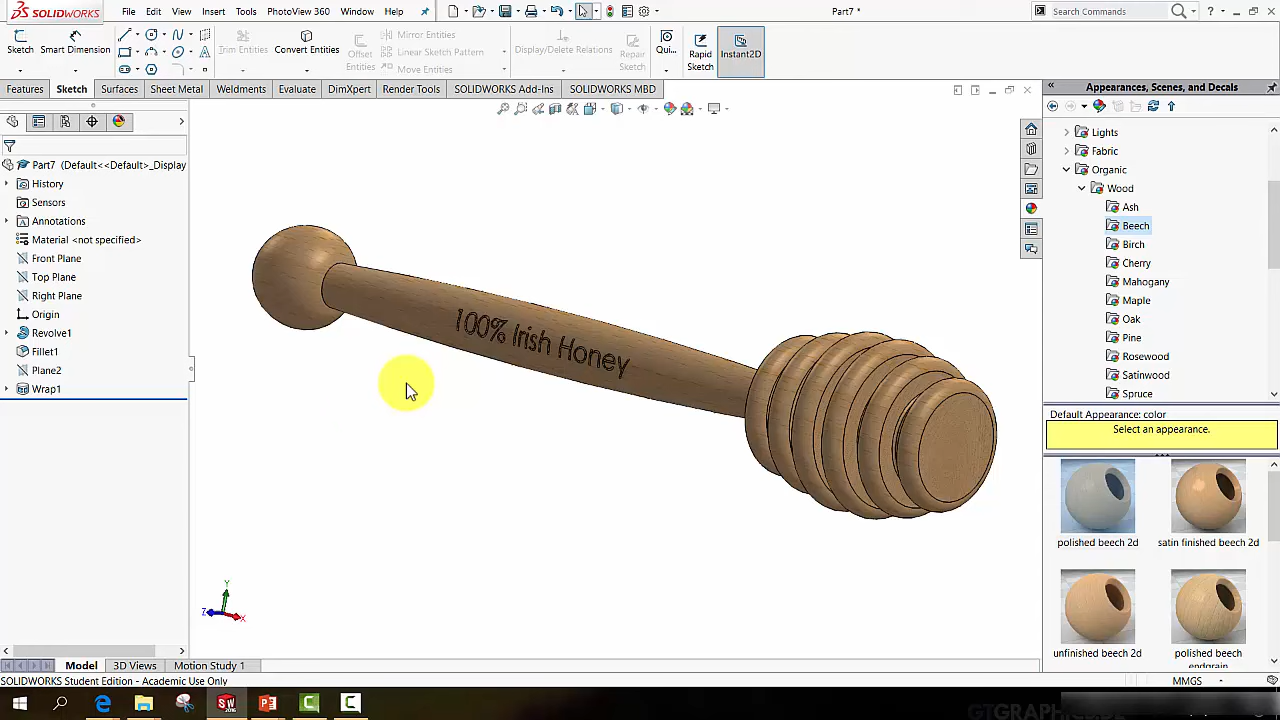 SOLIDWORKS File Edit View Insert Tools PhotoView 360 Window Help Part7 * Search Commands
Sketch Smart Dimension Trim Entities Convert Entities Offset Entities Mirror Entities Linear Sketch Pattern Move Entities Display/Delete Relations Repair Sketch Qui... Rapid Sketch Instant2D
Features Sketch Surfaces Sheet Metal Weldments Evaluate DimXpert Render Tools SOLIDWORKS Add-Ins SOLIDWORKS MBD
Appearances, Scenes, and Decals
Part7 (Default<<Default>_Display
History
Sensors
Annotations
Material <not specified>
Front Plane
Top Plane
Right Plane
Origin
Revolve1
Fillet1
Plane2
Wrap1
100% Irish Honey
Y
Z
X
Lights
Fabric
Organic
Wood
Ash
Beech
Birch
Cherry
Mahogany
Maple
Oak
Pine
Rosewood
Satinwood
Spruce
Default Appearance: color
Select an appearance.
polished beech 2d satin finished beech 2d
unfinished beech 2d polished beech endgrain
Model 3D Views Motion Study 1
SOLIDWORKS Student Edition - Academic Use Only MMGS
GTGRAPHICS.DE